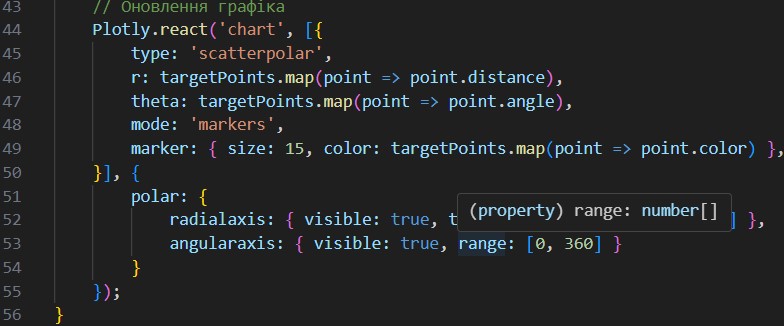 43 // Оновлення графіка
44 Plotly.react('chart', [{
45 type: 'scatterpolar',
46 r: targetPoints.map(point => point.distance),
47 theta: targetPoints.map(point => point.angle),
48 mode: 'markers',
49 marker: { size: 15, color: targetPoints.map(point => point.color) },
50 }], {
51 polar: {
(property) range: number[]
52 radialaxis: { visible: true, t ] },
53 angularaxis: { visible: true, range: [0, 360] }
54 }
55 });
56 }